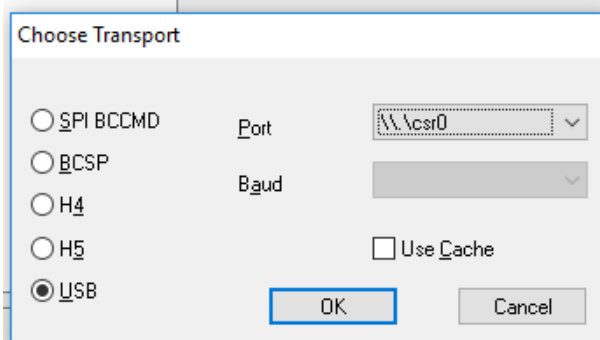 Choose Transport
SPI BCCMD
BCSP
H4
H5
USB
Port
\\.\csr0
Baud
Use Cache
OK
Cancel